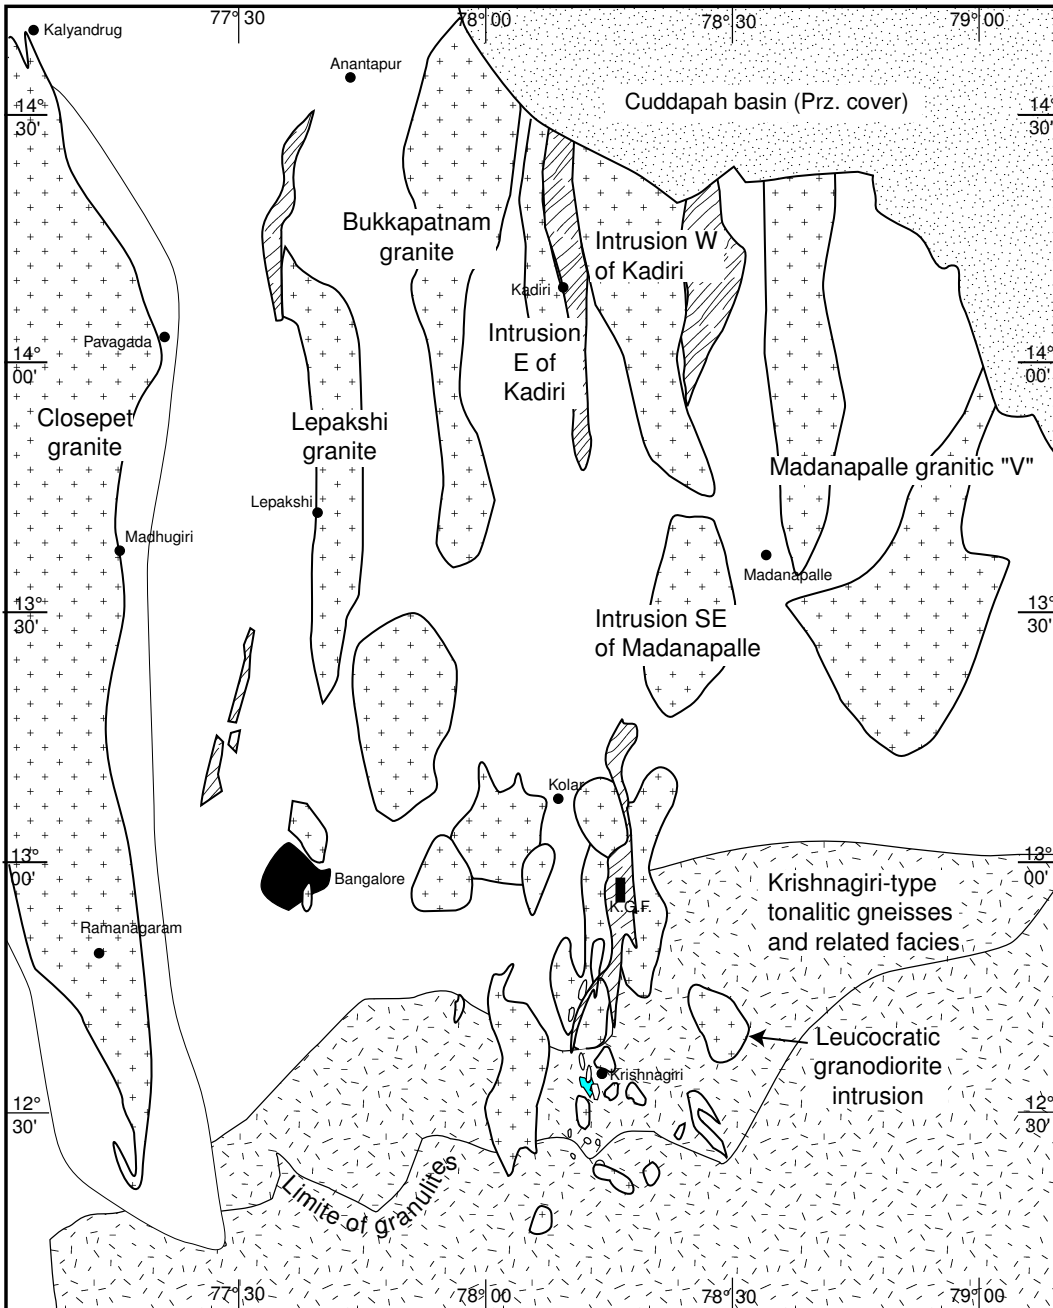 77° 30
78° 00
78° 30
79° 00
Kalyandrug
Anantapur
Cuddapah basin (Prz. cover)
14°
30'
14°
30'
Bukkapatnam
granite
Intrusion W
of Kadiri
Kadiri
Pavagada
Intrusion
E of
Kadiri
14°
00'
14°
00'
Closepet
granite
Lepakshi
granite
Madanapalle granitic "V"
Lepakshi
Madhugiri
Madanapalle
13°
30'
13°
30'
Intrusion SE
of Madanapalle
Kolar
13°
00'
13°
00'
Bangalore
K.G.F.
Krishnagiri-type
tonalitic gneisses
and related facies
Ramanagaram
Leucocratic
granodiorite
intrusion
Krishnagiri
12°
30'
12°
30'
Limite of granulites
77° 30
78° 00
78° 30
79° 00